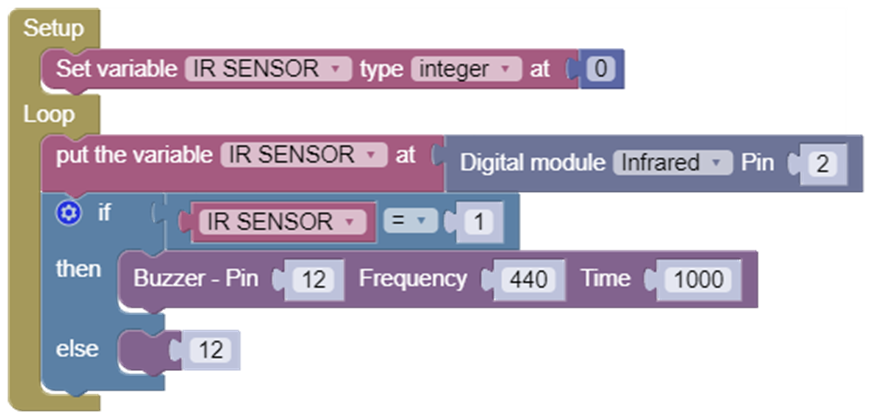 Setup
Set variable IR SENSOR type integer at 0
Loop
put the variable IR SENSOR at Digital module Infrared Pin 2
if IR SENSOR = 1
then Buzzer - Pin 12 Frequency 440 Time 1000
else 12